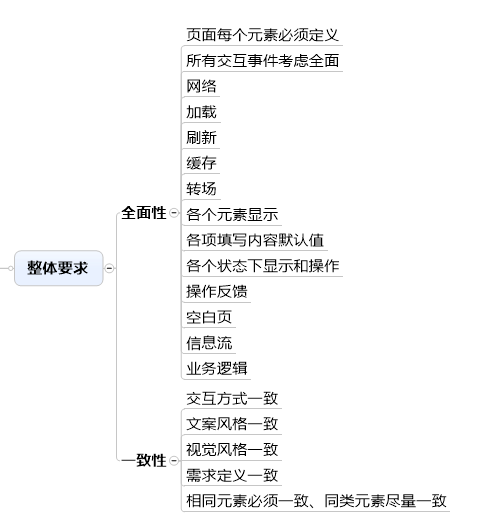 整体要求
全面性
页面每个元素必须定义
所有交互事件考虑全面
网络
加载
刷新
缓存
转场
各个元素显示
各项填写内容默认值
各个状态下显示和操作
操作反馈
空白页
信息流
业务逻辑
一致性
交互方式一致
文案风格一致
视觉风格一致
需求定义一致
相同元素必须一致、同类元素尽量一致